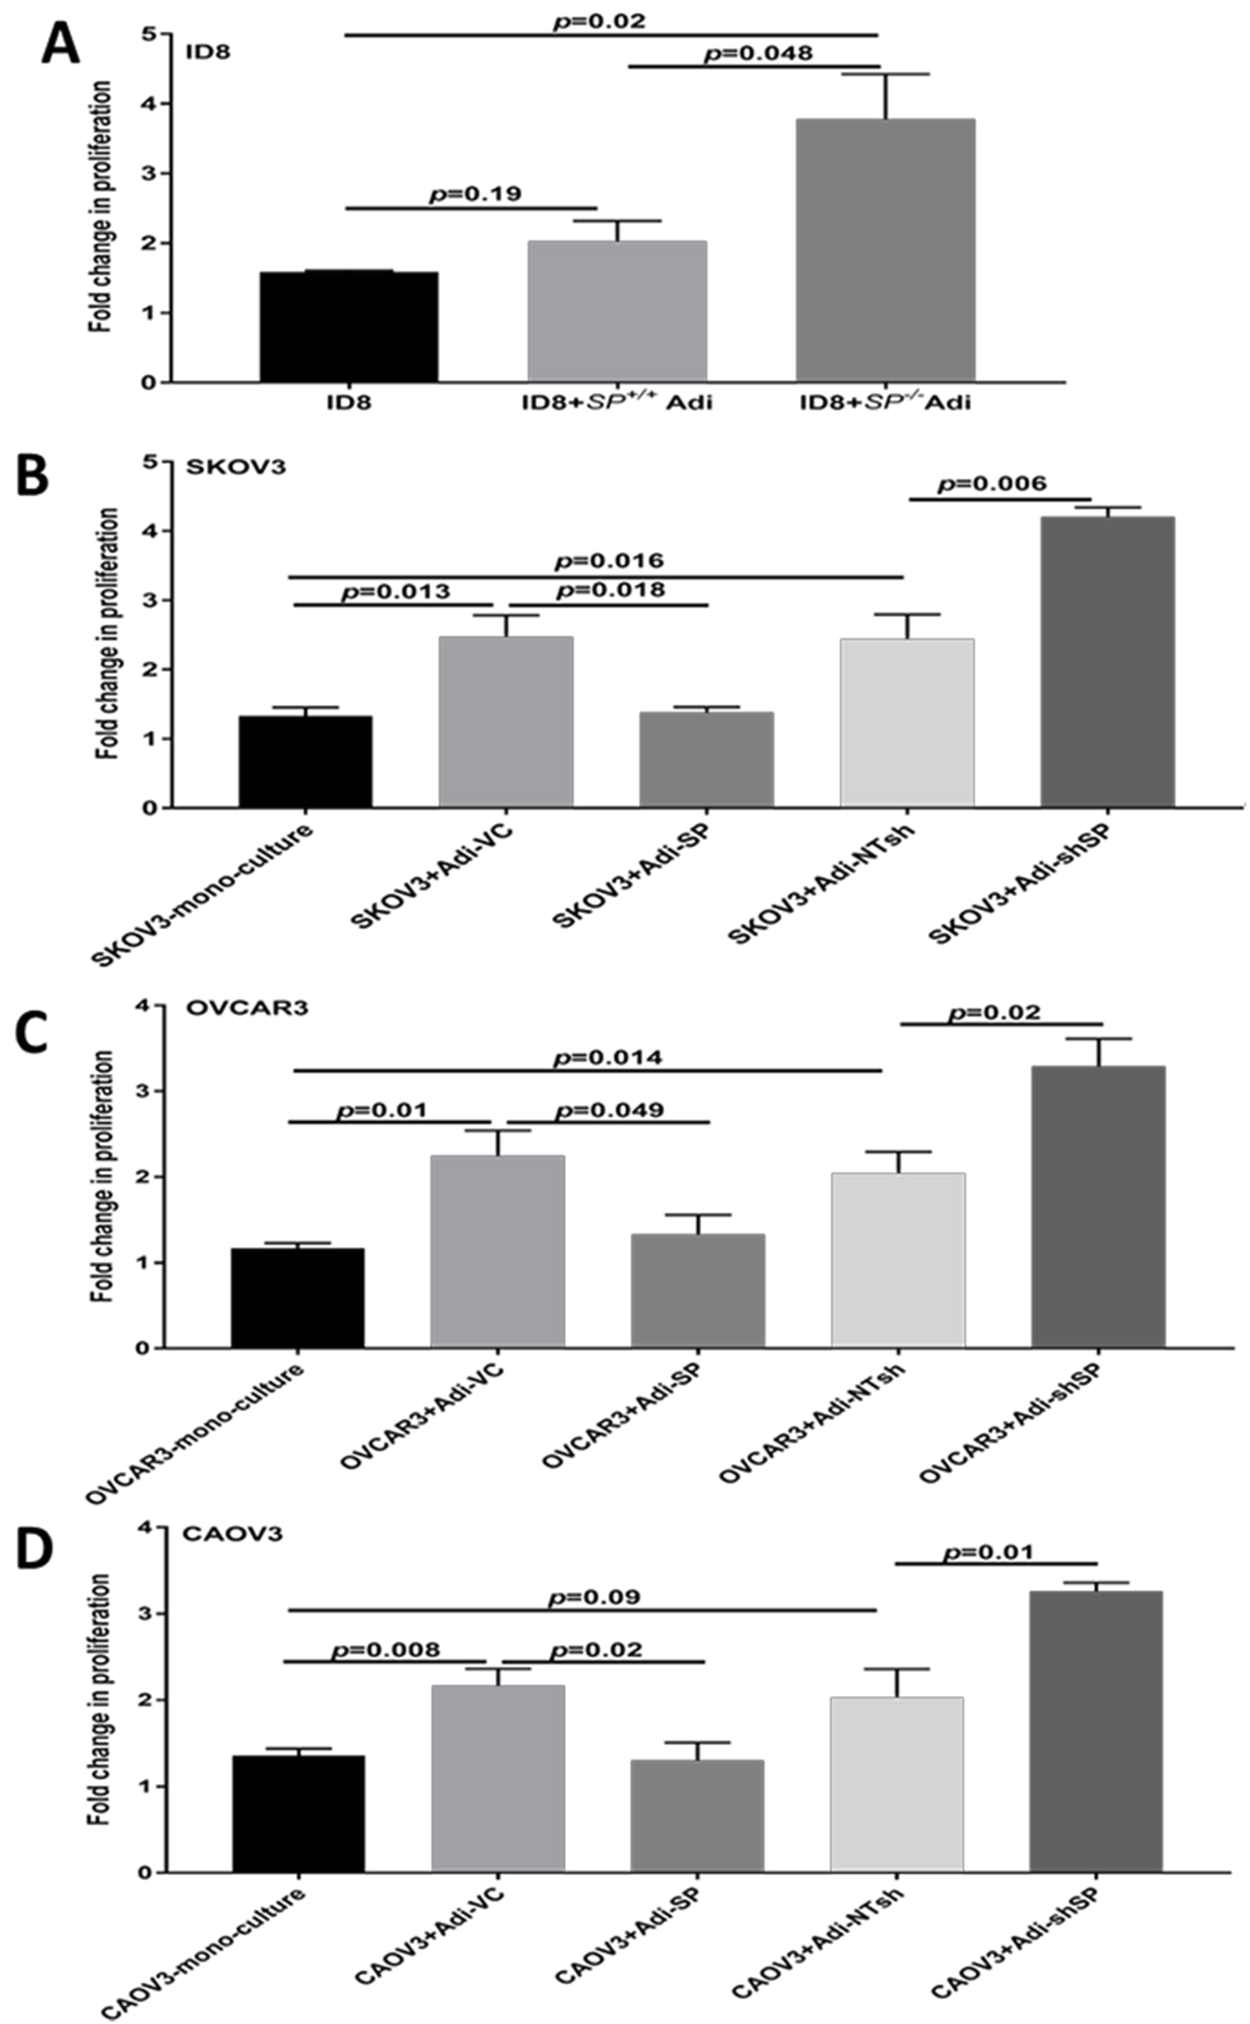 A
ID8
p=0.02
p=0.048
p=0.19
Fold change in proliferation
5
4
3
2
1
0
ID8
ID8+SP+/+ Adi
ID8+SP-/-Adi
B
SKOV3
p=0.006
p=0.016
p=0.013
p=0.018
Fold change in proliferation
5
4
3
2
1
0
SKOV3-mono-culture
SKOV3+Adi-VC
SKOV3+Adi-SP
SKOV3+Adi-NTsh
SKOV3+Adi-shSP
C
OVCAR3
p=0.02
p=0.014
p=0.01
p=0.049
Fold change in proliferation
4
3
2
1
0
OVCAR3-mono-culture
OVCAR3+Adi-VC
OVCAR3+Adi-SP
OVCAR3+Adi-NTsh
OVCAR3+Adi-shSP
D
CAOV3
p=0.01
p=0.09
p=0.008
p=0.02
Fold change in proliferation
4
3
2
1
0
CAOV3-mono-culture
CAOV3+Adi-VC
CAOV3+Adi-SP
CAOV3+Adi-NTsh
CAOV3+Adi-shSP